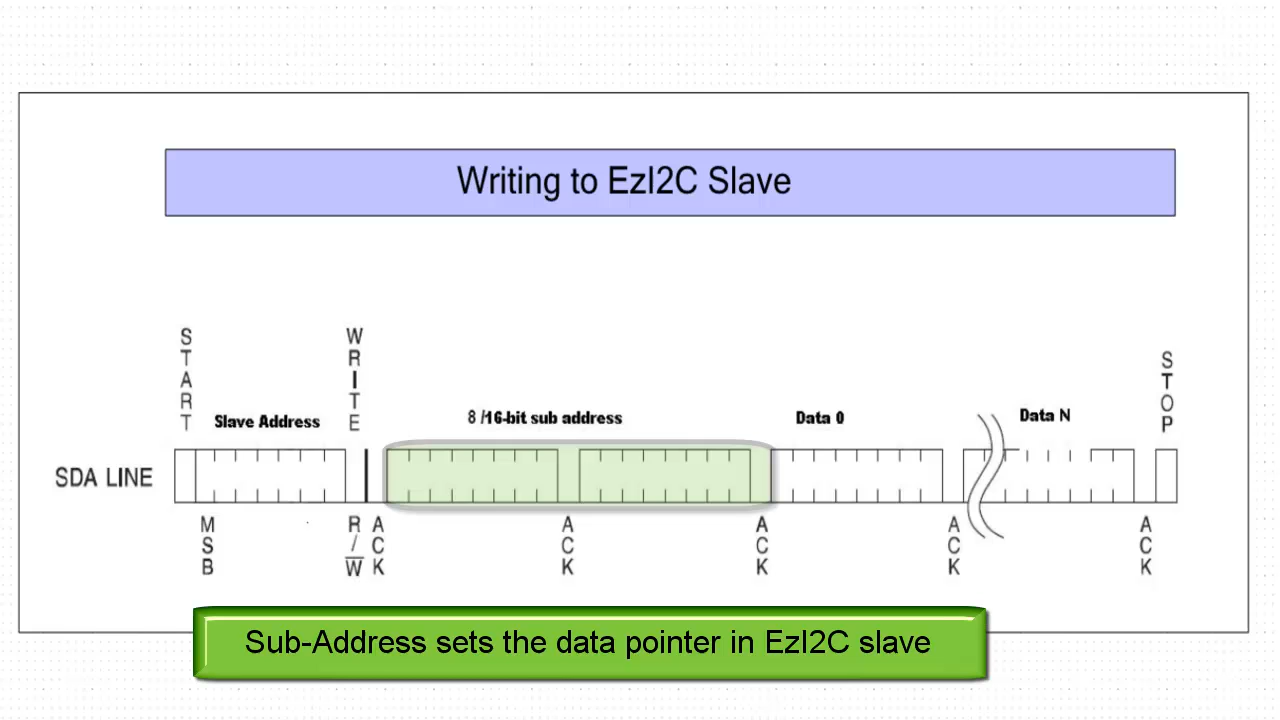 Writing to EzI2C Slave
START
WRITE
STOP
Slave Address
8 /16-bit sub address
Data 0
Data N
SDA LINE
MSB
R/W̅
ACK
ACK
ACK
ACK
ACK
Sub-Address sets the data pointer in EzI2C slave